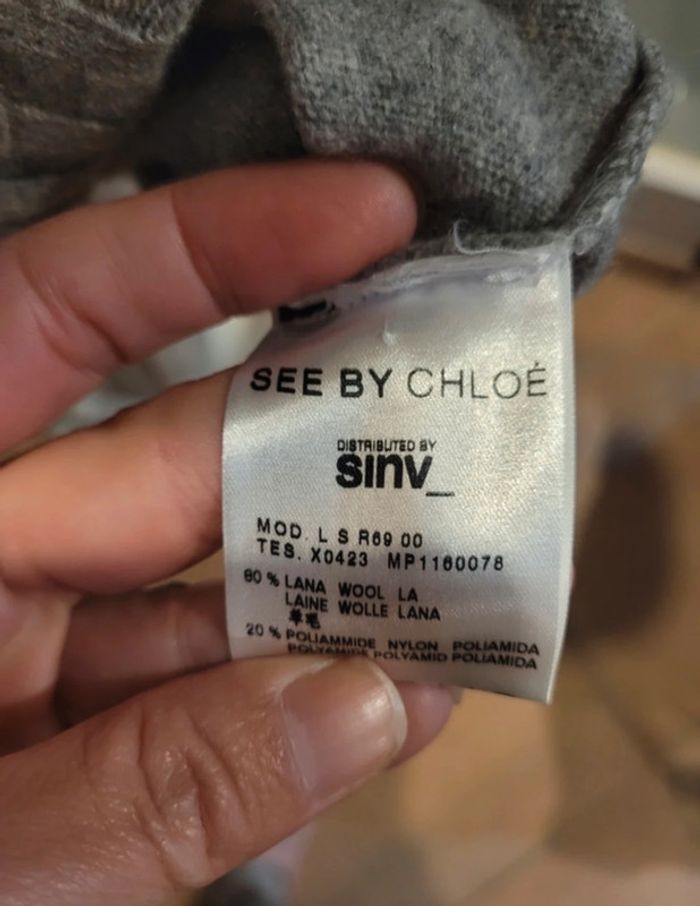 SEE BY CHLOÉ
DISTRIBUTED BY
sinv_
MOD. L S R69 00
TES. X0423 MP1160078
80 % LANA WOOL LA
LAINE WOLLE LANA
羊毛
20 % POLIAMMIDE NYLON POLIAMIDA
POLYAMIDE POLYAMID POLIAMIDA